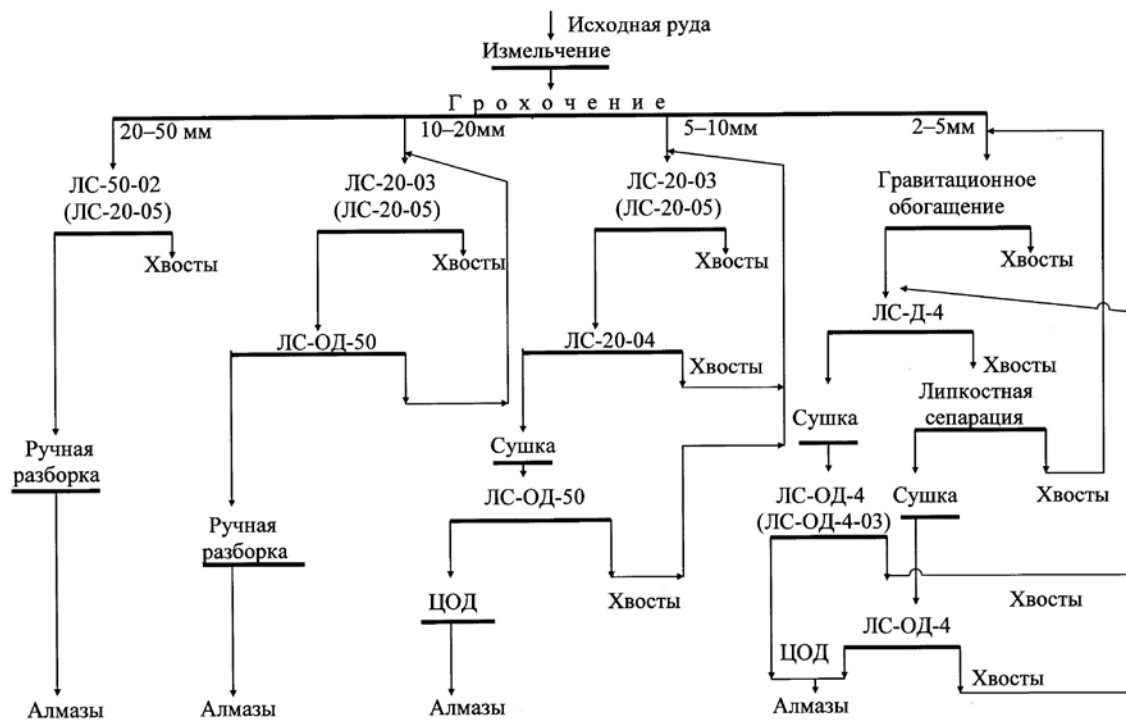 Исходная руда
Измельчение
Грохочение
20–50 мм
10–20мм
5–10мм
2–5мм
ЛС-50-02
(ЛС-20-05)
Хвосты
Ручная
разборка
Алмазы
ЛС-20-03
(ЛС-20-05)
Хвосты
ЛС-ОД-50
Ручная
разборка
Алмазы
ЛС-20-03
(ЛС-20-05)
Хвосты
ЛС-20-04
Хвосты
Сушка
ЛС-ОД-50
Хвосты
ЦОД
Алмазы
Гравитационное
обогащение
Хвосты
ЛС-Д-4
Хвосты
Липкостная
сепарация
Хвосты
Сушка
ЛС-ОД-4
(ЛС-ОД-4-03)
Хвосты
Сушка
ЛС-ОД-4
Хвосты
ЦОД
Алмазы